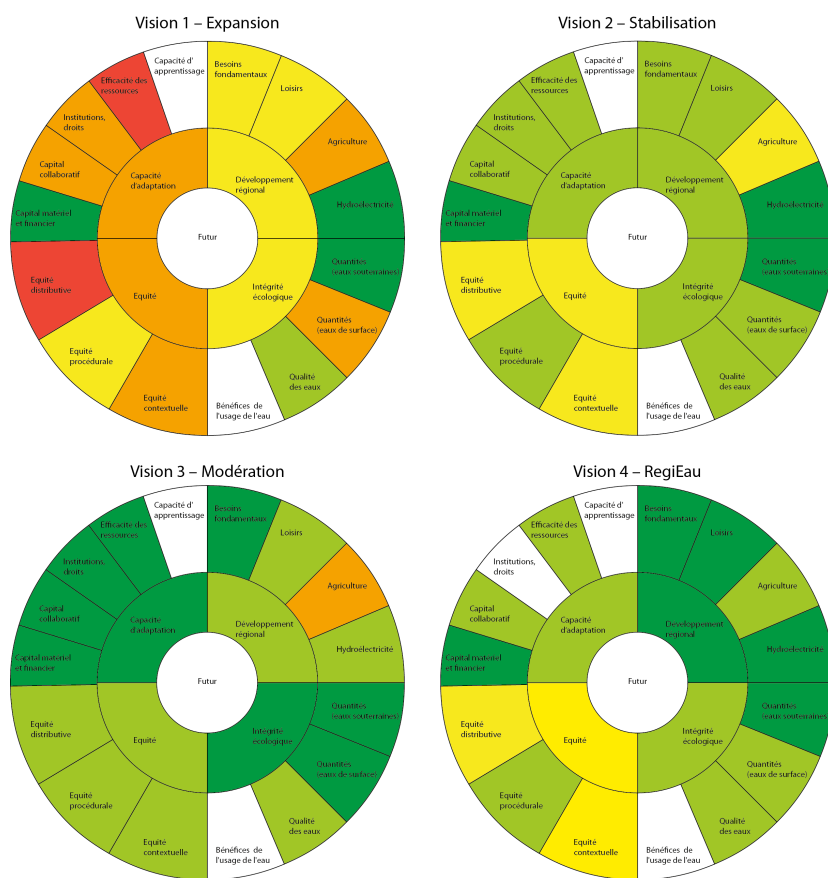 Vision 1 – Expansion
Capacité d'
apprentissage
Besoins
fondamentaux
Loisirs
Agriculture
Hydroelectricité
Quantités
(eaux souterraines)
Quantités
(eaux de surface)
Qualité
des eaux
Bénéfices de
l'usage de l'eau
Equité
contextuelle
Equité
procédurale
Equité
distributive
Capital matériel
et financier
Capital
collaboratif
Institutions,
droits
Efficacité des
ressources
Capacité
d'adaptation
Développement
régional
Futur
Equité
Intégrité
écologique
Vision 2 – Stabilisation
Capacité d'
apprentissage
Besoins
fondamentaux
Loisirs
Agriculture
Hydroelectricité
Quantités
(eaux souterraines)
Quantités
(eaux de surface)
Qualité
des eaux
Bénéfices de
l'usage de l'eau
Equité
contextuelle
Equité
procédurale
Equité
distributive
Capital matériel
et financier
Capital
collaboratif
Institutions,
droits
Efficacité des
ressources
Capacité
d'adaptation
Développement
régional
Futur
Equité
Intégrité
écologique
Vision 3 – Modération
Capacité d'
apprentissage
Besoins
fondamentaux
Loisirs
Agriculture
Hydroélectricité
Quantités
(eaux souterraines)
Quantités
(eaux de surface)
Qualité
des eaux
Bénéfices de
l'usage de l'eau
Equité
contextuelle
Equité
procédurale
Equité
distributive
Capital matériel
et financier
Capital
collaboratif
Institutions,
droits
Efficacité des
ressources
Capacité
d'adaptation
Développement
régional
Futur
Equité
Intégrité
écologique
Vision 4 – RegiEau
Capacité d'
apprentissage
Besoins
fondamentaux
Loisirs
Agriculture
Hydroelectricité
Quantités
(eaux souterraines)
Quantités
(eaux de surface)
Qualité
des eaux
Bénéfices de
l'usage de l'eau
Equité
contextuelle
Equité
procédurale
Equité
distributive
Capital matériel
et financier
Capital
collaboratif
Institutions,
droits
Efficacité des
ressources
Capacité
d'adaptation
Développement
regional
Futur
Equité
Intégrité
écologique